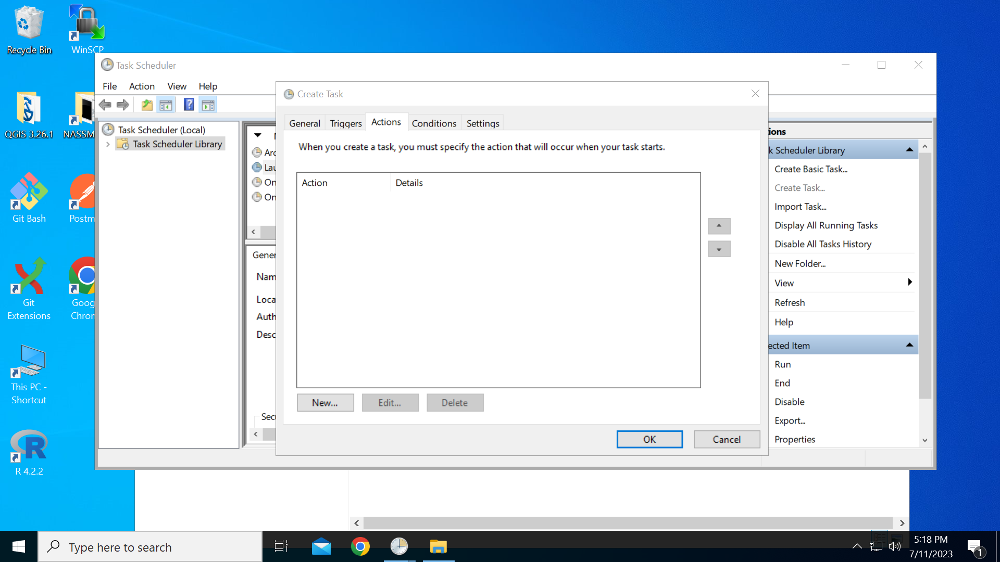 Recycle Bin
WinSCP
QGIS 3.26.1
NASSM
Git Bash
Postm
Git
Extensions
Goog
Chron
This PC -
Shortcut
R 4.2.2
Task Scheduler
File Action View Help
Task Scheduler (Local)
Task Scheduler Library
Arc
Lau
On
On
Gener
Nam
Loca
Auth
Desc
Secu
Create Task
General Triggers Actions Conditions Settings
When you create a task, you must specify the action that will occur when your task starts.
Action Details
New... Edit... Delete
OK Cancel
ions
k Scheduler Library
Create Basic Task...
Create Task...
Import Task...
Display All Running Tasks
Disable All Tasks History
New Folder...
View
Refresh
Help
ected Item
Run
End
Disable
Export...
Properties
Type here to search
5:18 PM
7/11/2023
1